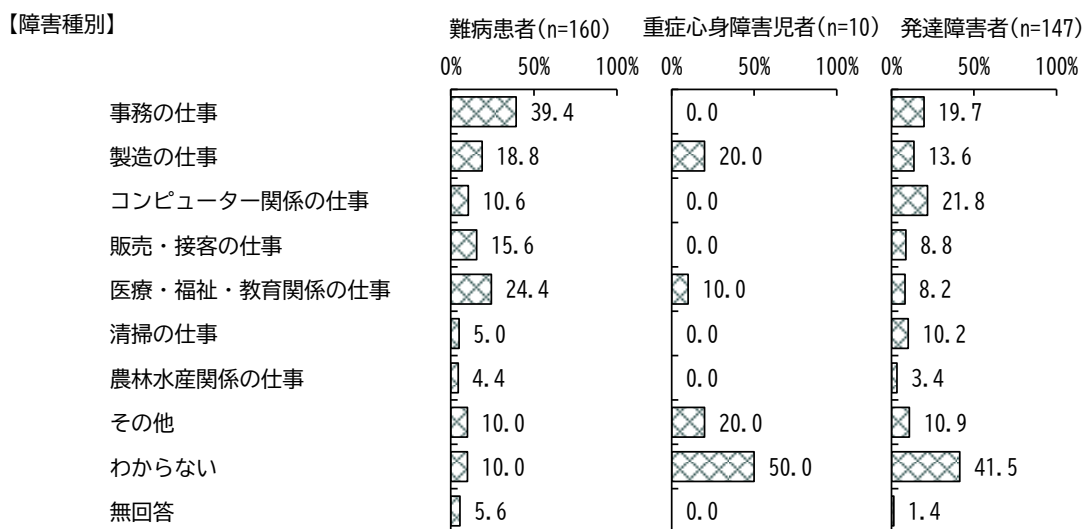 【障害種別】
難病患者(n=160) 重症心身障害児者(n=10) 発達障害者(n=147)
0% 50% 100% 0% 50% 100% 0% 50% 100%
事務の仕事 39.4 0.0 19.7
製造の仕事 18.8 20.0 13.6
コンピューター関係の仕事 10.6 0.0 21.8
販売・接客の仕事 15.6 0.0 8.8
医療・福祉・教育関係の仕事 24.4 10.0 8.2
清掃の仕事 5.0 0.0 10.2
農林水産関係の仕事 4.4 0.0 3.4
その他 10.0 20.0 10.9
わからない 10.0 50.0 41.5
無回答 5.6 0.0 1.4